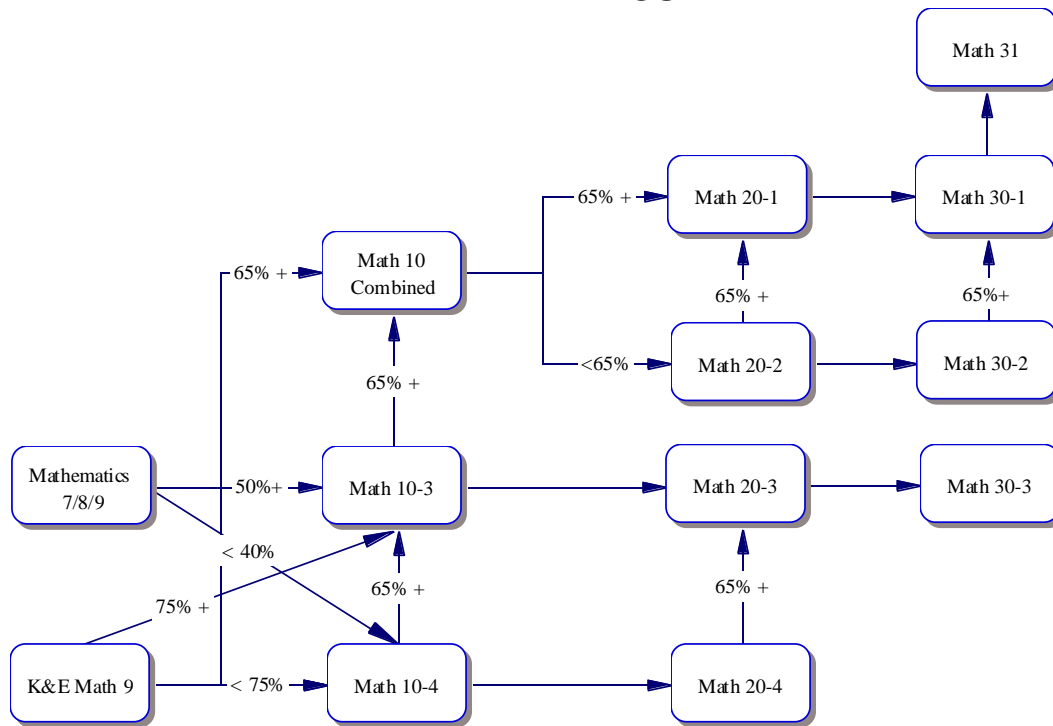 Math 31
65% +
Math 20-1
Math 30-1
65% +
Math 10
Combined
65% +
65%+
<65%
Math 20-2
Math 30-2
65% +
Mathematics
7/8/9
50%+
Math 10-3
Math 20-3
Math 30-3
< 40%
75% +
65% +
65% +
K&E Math 9
< 75%
Math 10-4
Math 20-4